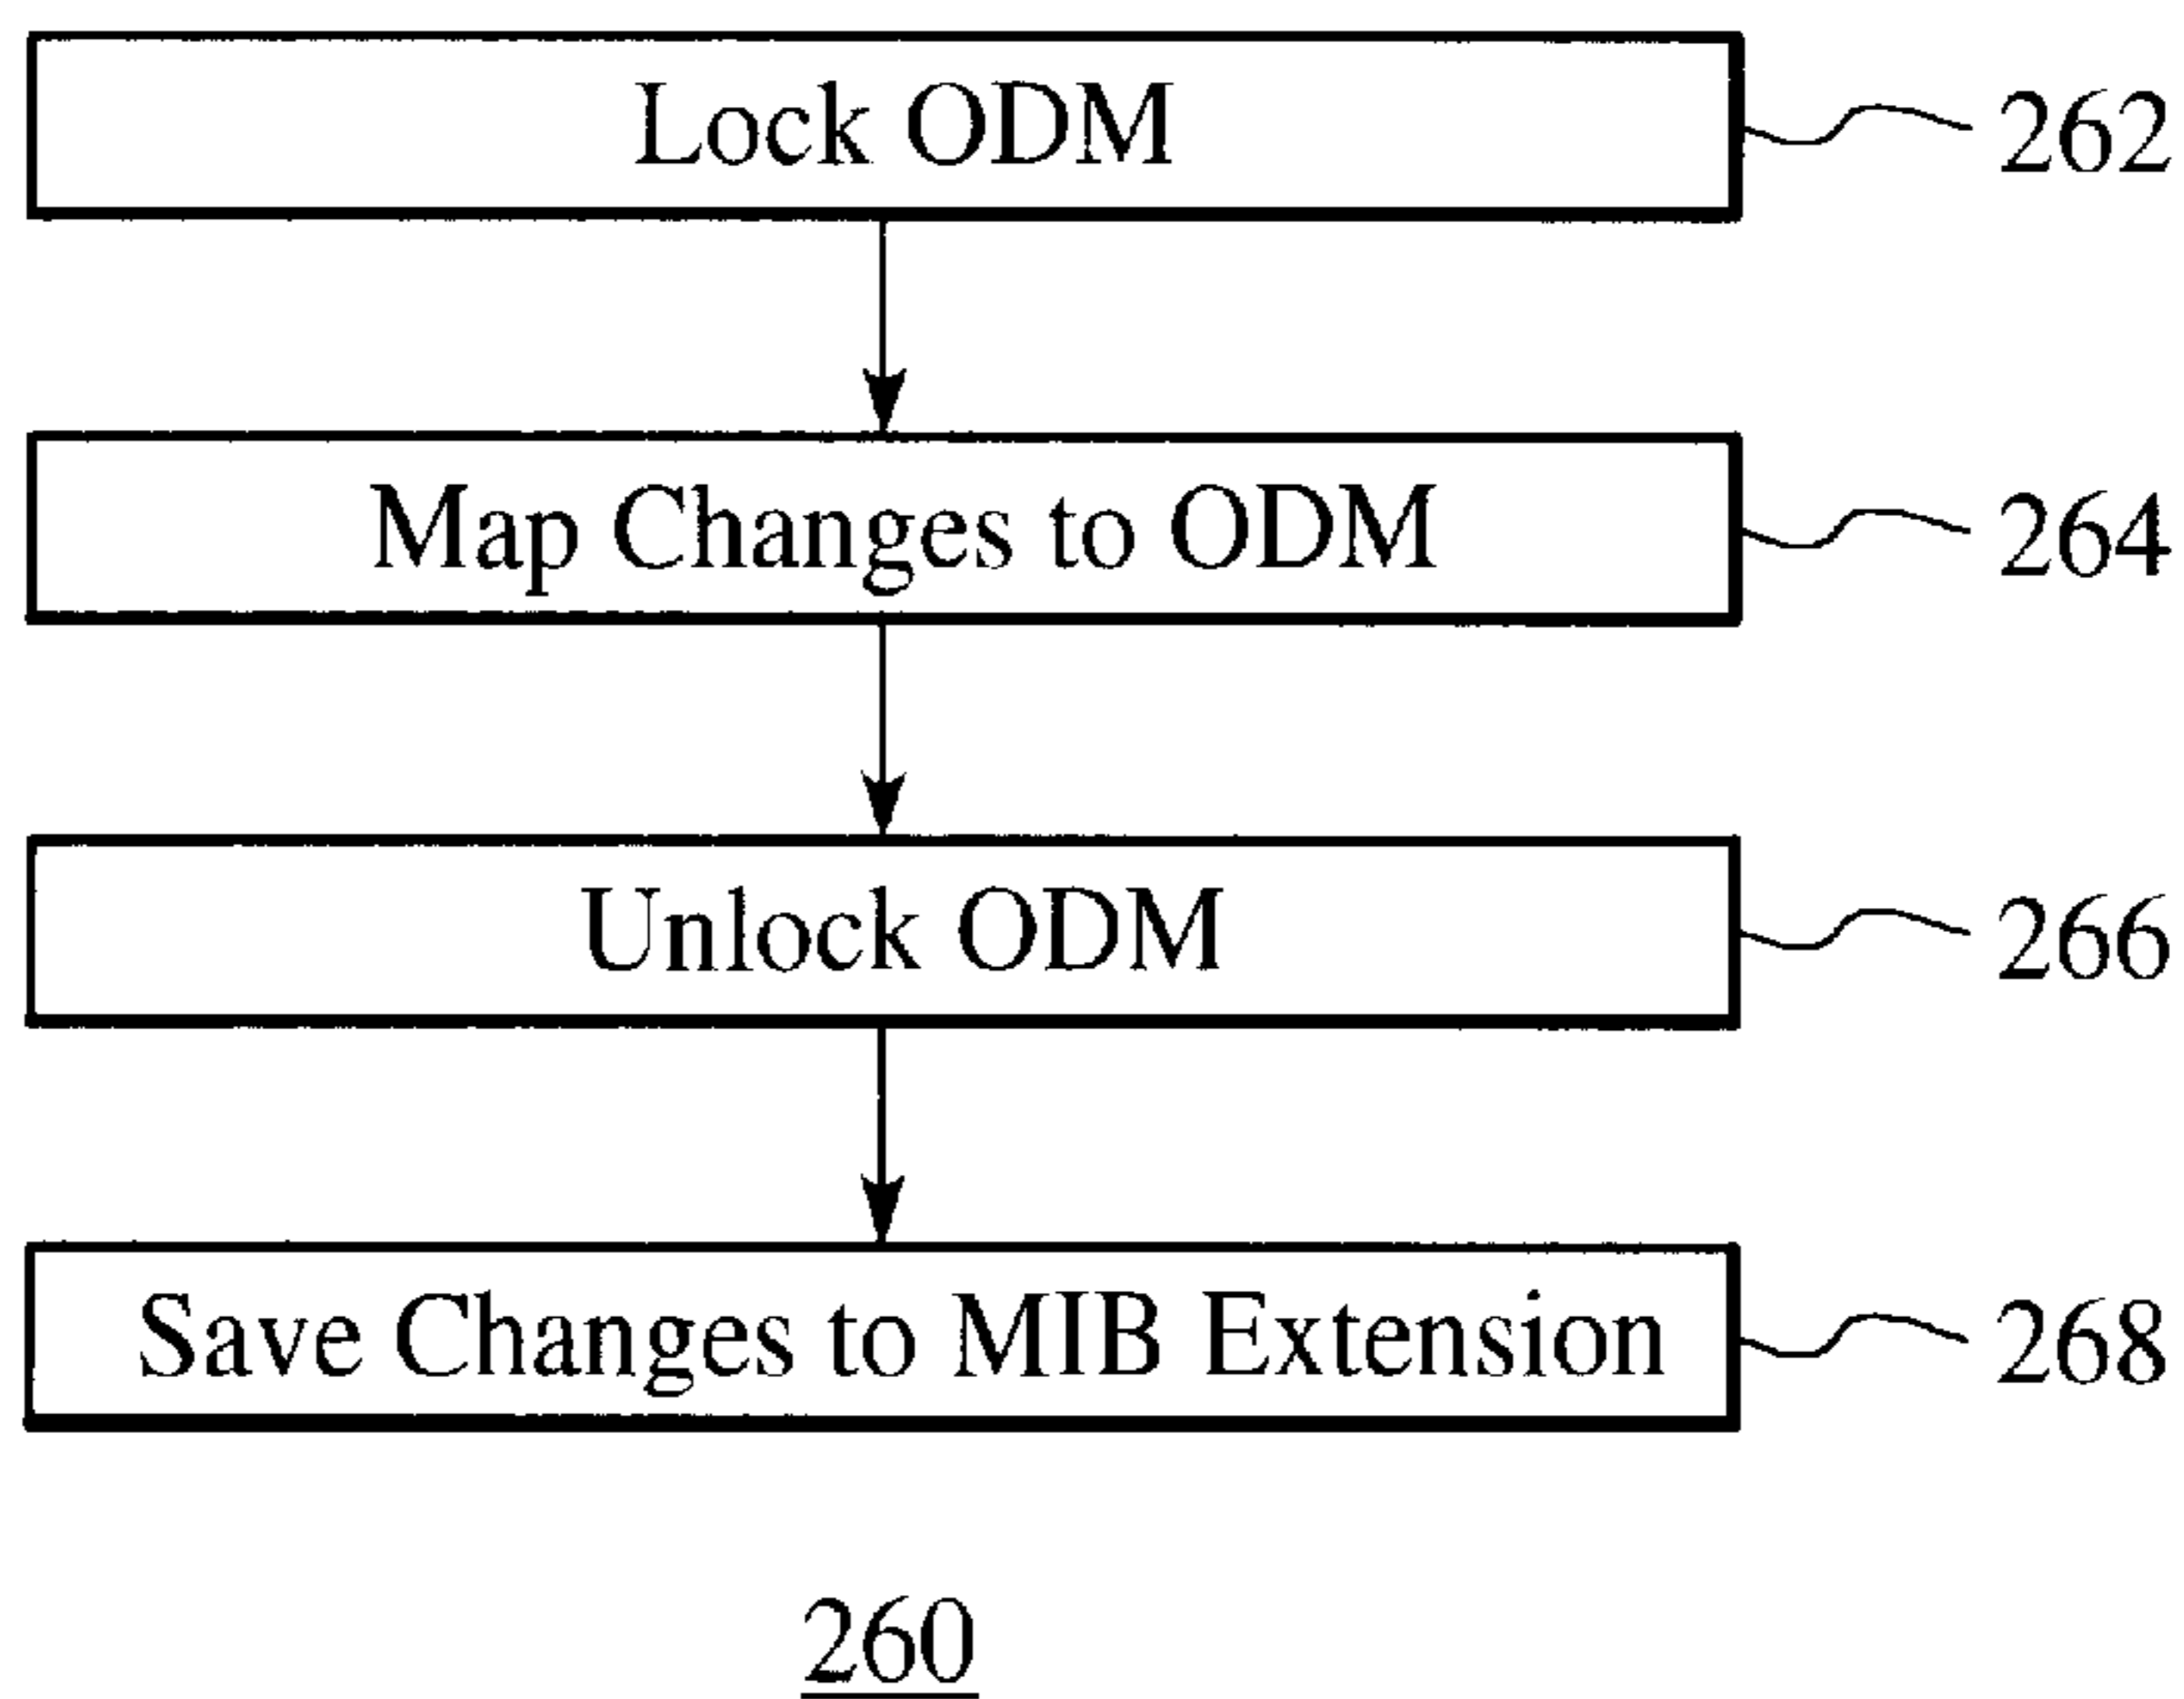 Lock ODM
262
Map Changes to ODM
264
Unlock ODM
266
Save Changes to MIB Extension
268
260